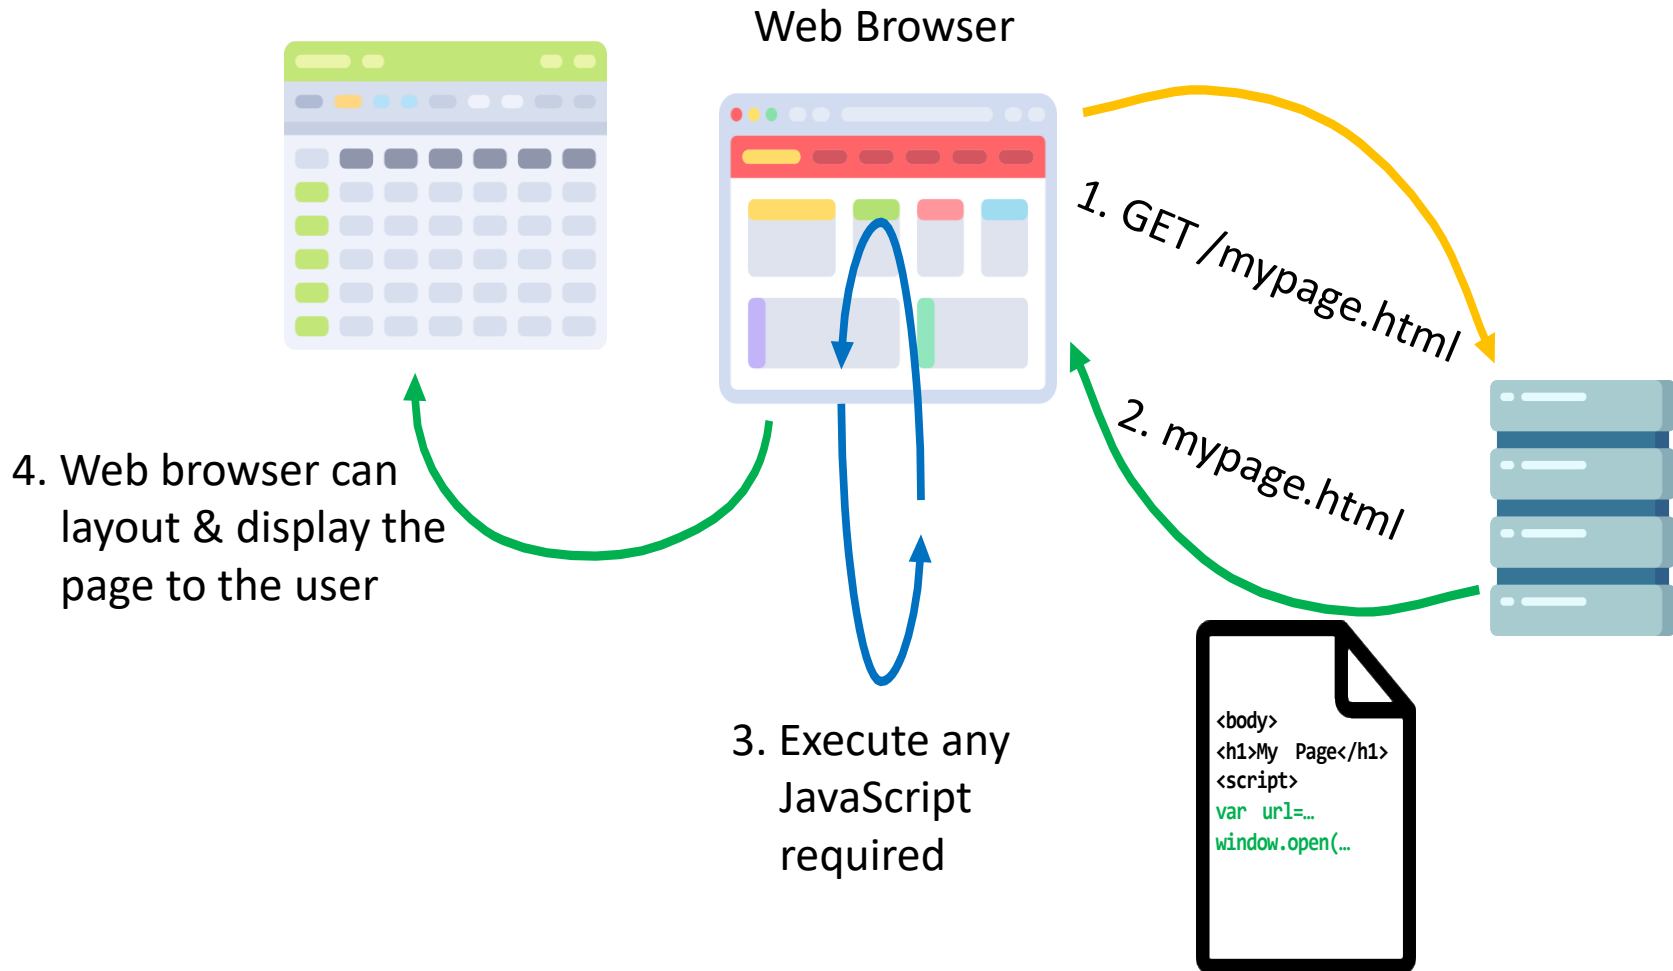 Web Browser
1. GET /mypage.html
2. mypage.html
4. Web browser can
layout & display the
page to the user
3. Execute any
JavaScript
required
<body>
<h1>My Page</h1>
<script>
var url=…
window.open(…